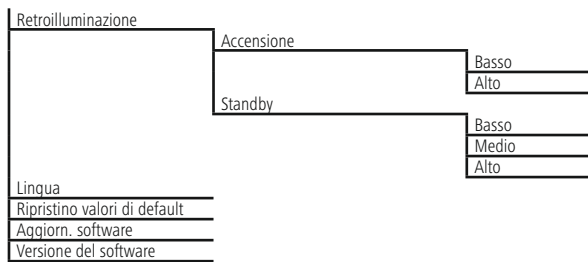 Retroilluminazione
Accensione
Basso
Alto
Standby
Basso
Medio
Alto
Lingua
Ripristino valori di default
Aggiorn. software
Versione del software